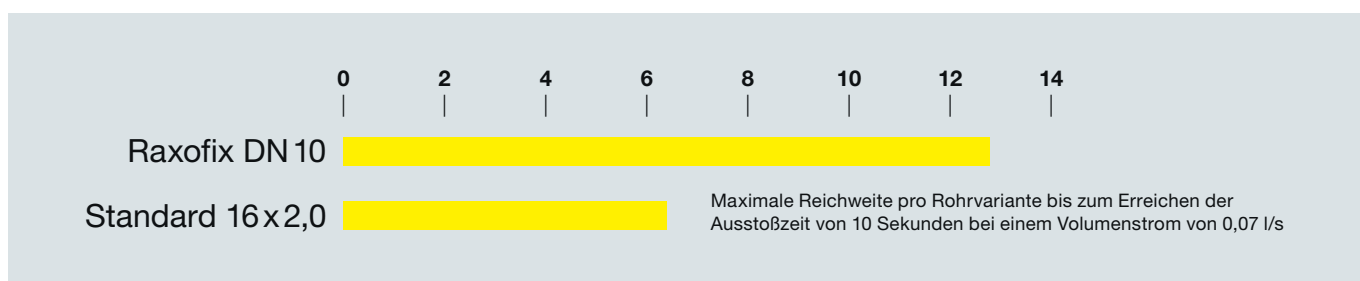 0 2 4 6 8 10 12 14
Raxofix DN 10
Standard 16 x 2,0
Maximale Reichweite pro Rohrvariante bis zum Erreichen der
Ausstoßzeit von 10 Sekunden bei einem Volumenstrom von 0,07 l/s